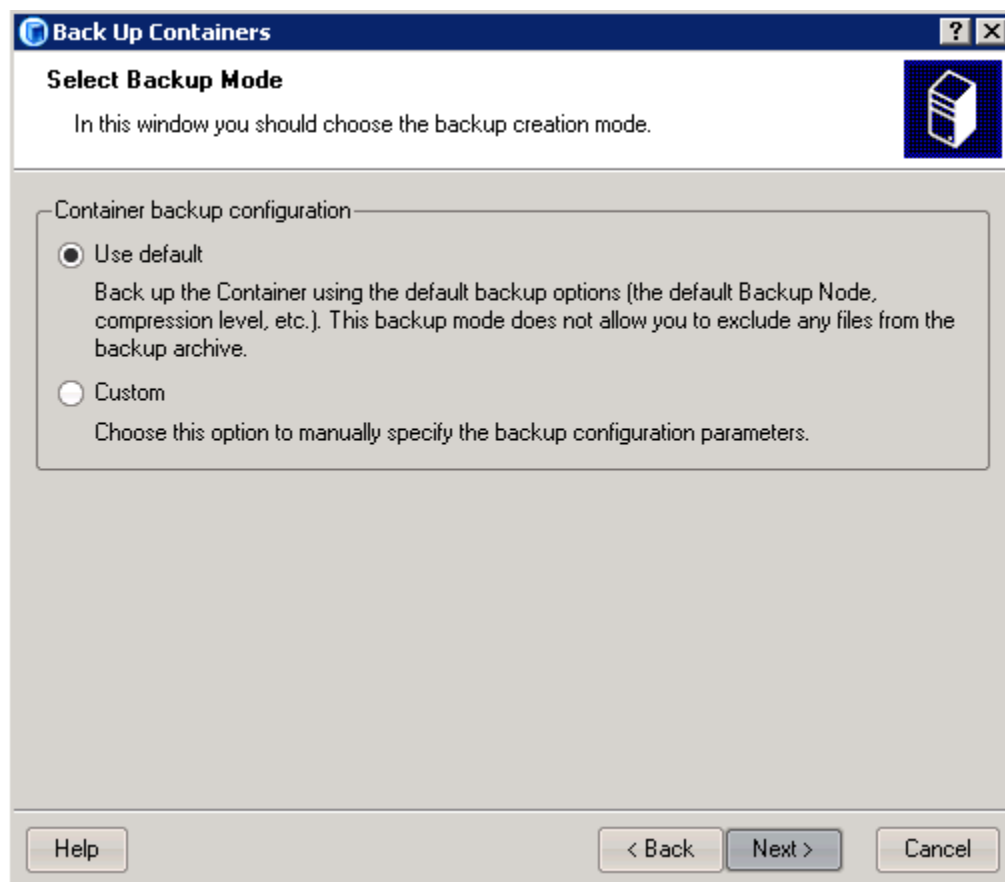 Back Up Containers
Select Backup Mode
In this window you should choose the backup creation mode.
Container backup configuration
Use default
Back up the Container using the default backup options (the default Backup Node,
compression level, etc.). This backup mode does not allow you to exclude any files from the
backup archive.
Custom
Choose this option to manually specify the backup configuration parameters.
Help
< Back
Next >
Cancel